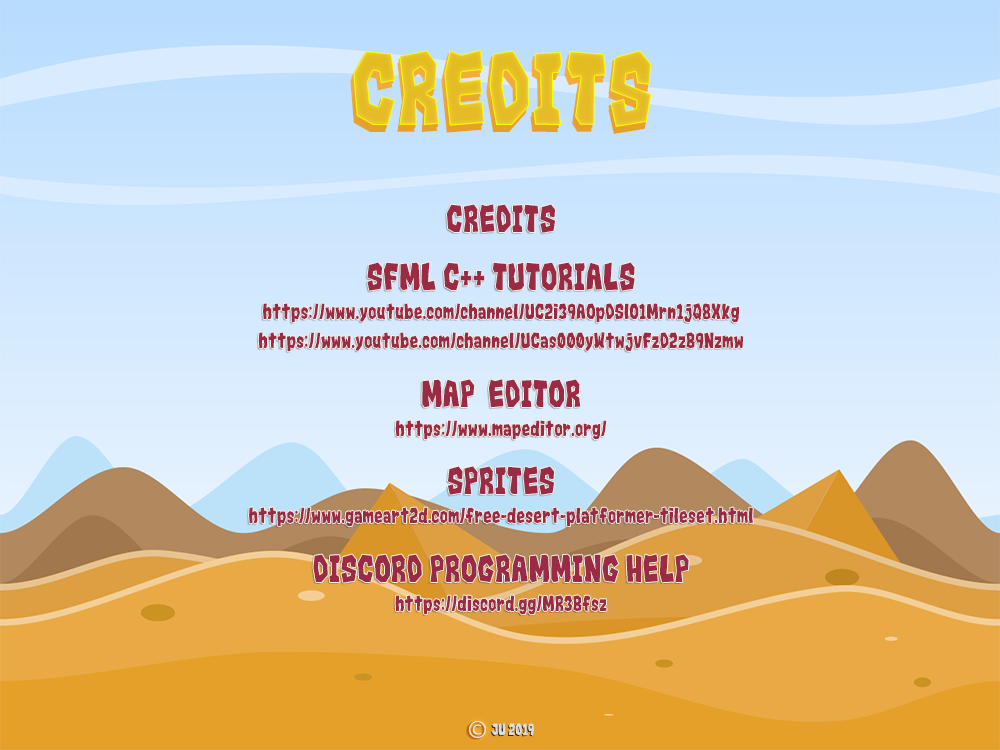 CREDITS
CREDITS
SFML C++ TUTORIALS
https://www.youtube.com/channel/UC2i39AOpDSlO1Mrn1jQ8Xkg
https://www.youtube.com/channel/UCas000yWtwjvFzD2zB9Nzmw
MAP EDITOR
https://www.mapeditor.org/
SPRITES
https://www.gameart2d.com/free-desert-platformer-tileset.html
DISCORD PROGRAMMING HELP
https://discord.gg/MR3Bfsz
© JU 2019